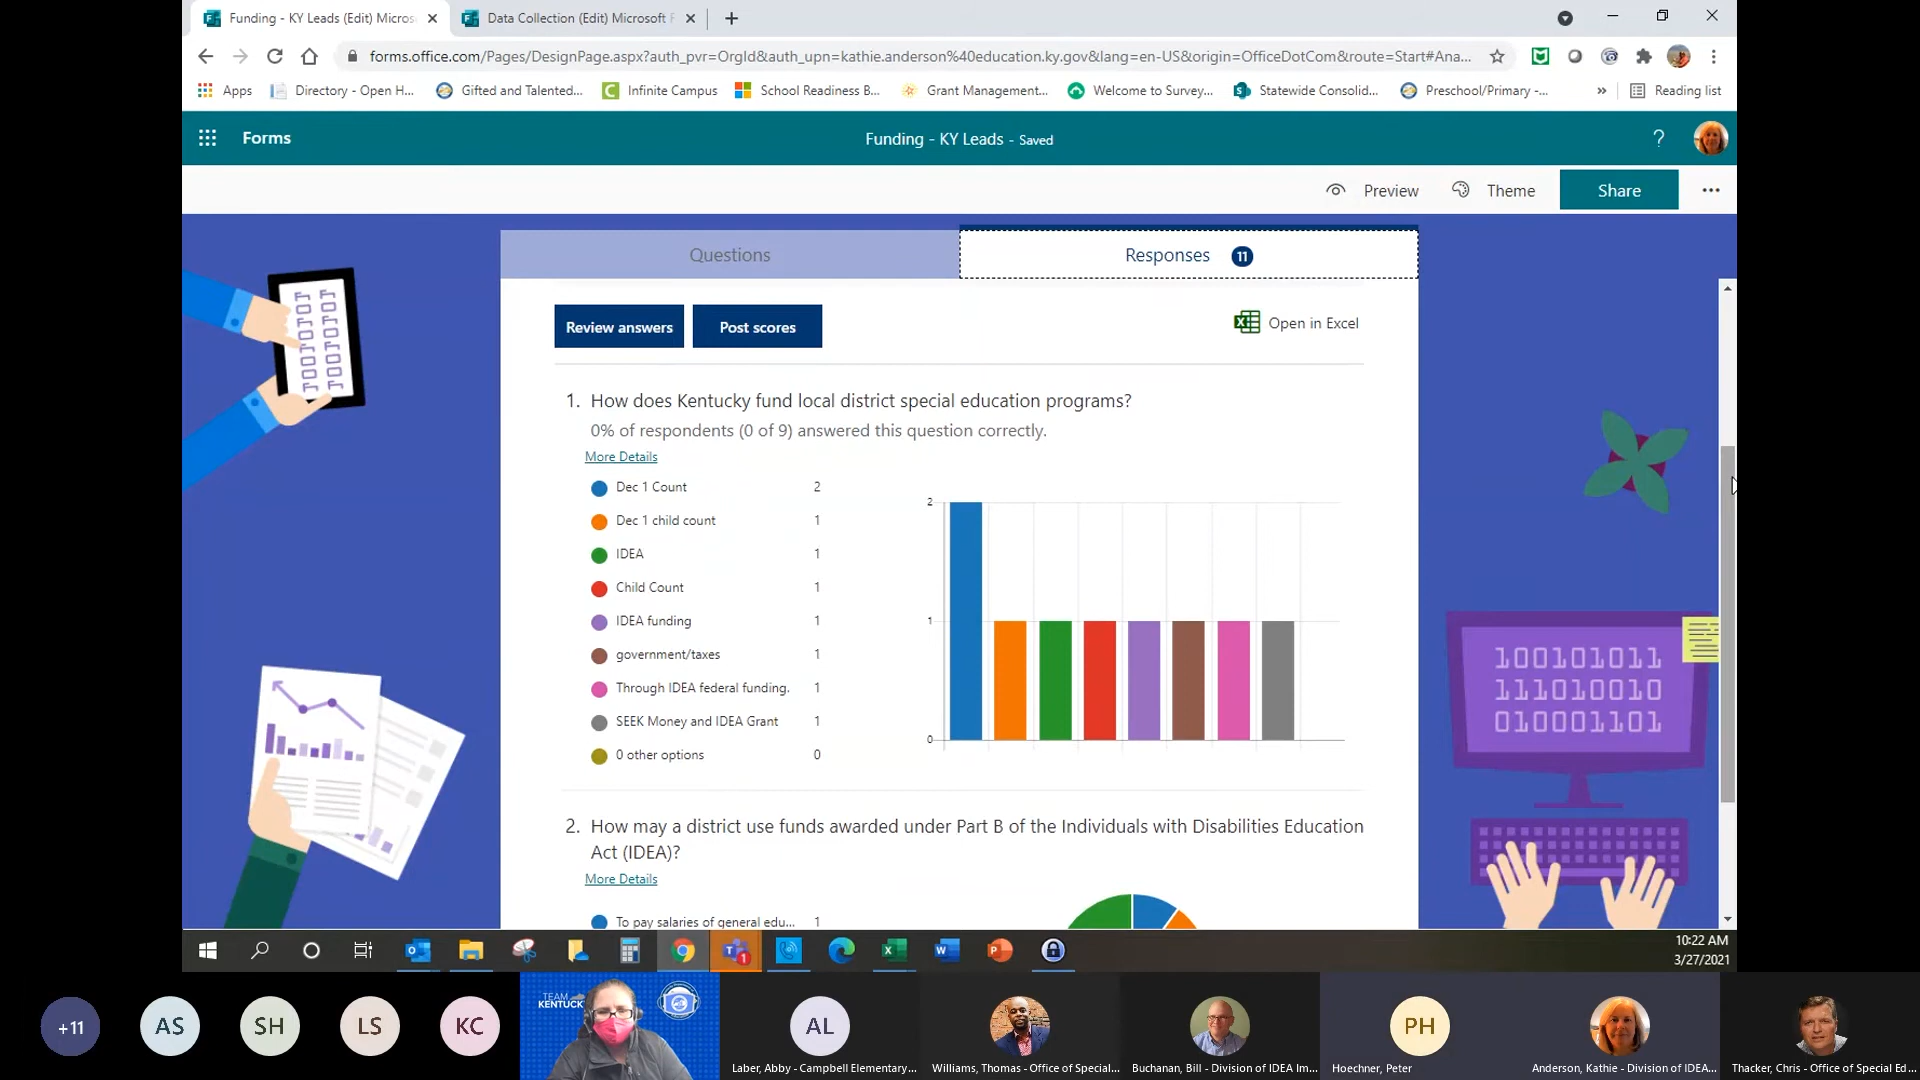 Funding - KY Leads (Edit) Micros
Data Collection (Edit) Microsoft F
forms.office.com/Pages/DesignPage.aspx?auth_pvr=OrgId&auth_upn=kathie.anderson%40education.ky.gov&lang=en-US&origin=OfficeDotCom&route=Start#Ana...
Apps
Directory - Open H...
Gifted and Talented...
Infinite Campus
School Readiness B...
Grant Management...
Welcome to Survey...
Statewide Consolid...
Preschool/Primary -...
»
Reading list
Forms
Funding - KY Leads - Saved
?
Preview
Theme
Share
Questions
Responses 11
Review answers
Post scores
Open in Excel
1. How does Kentucky fund local district special education programs?
0% of respondents (0 of 9) answered this question correctly.
More Details
Dec 1 Count 2
Dec 1 child count 1
IDEA 1
Child Count 1
IDEA funding 1
government/taxes 1
Through IDEA federal funding. 1
SEEK Money and IDEA Grant 1
0 other options 0
2
1
0
2. How may a district use funds awarded under Part B of the Individuals with Disabilities Education
Act (IDEA)?
More Details
To pay salaries of general edu... 1
100101011
111010010
010001101
10:22 AM
3/27/2021
+11
AS
SH
LS
KC
TEAM
KENTUCKY
AL
Laber, Abby - Campbell Elementary...
Williams, Thomas - Office of Special...
Buchanan, Bill - Division of IDEA Im...
PH
Hoechner, Peter
Anderson, Kathie - Division of IDEA...
Thacker, Chris - Office of Special Ed ...